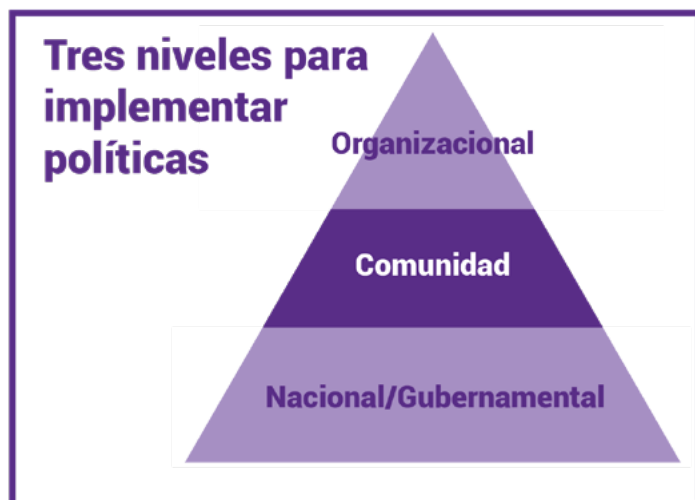 Tres niveles para
implementar
políticas
Organizacional
Comunidad
Nacional/Gubernamental